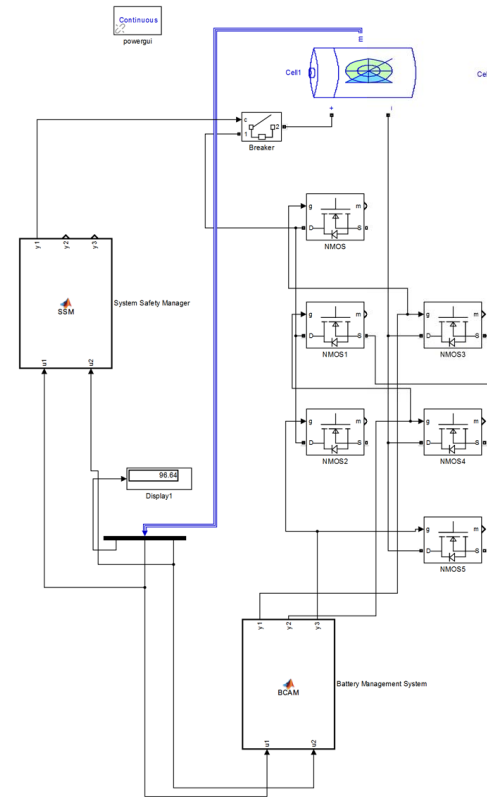 Continuous
powergui
m
Cell1
Cel
+
-
c
1
2
Breaker
g
m
D
S
NMOS
y1
y2
y3
SSM
System Safety Manager
u1
u2
g
m
D
S
NMOS1
g
m
D
S
NMOS3
g
m
D
S
NMOS2
g
m
D
S
NMOS4
96.64
Display1
g
m
D
S
NMOS5
y1
y2
y3
BCAM
Battery Management System
u1
u2